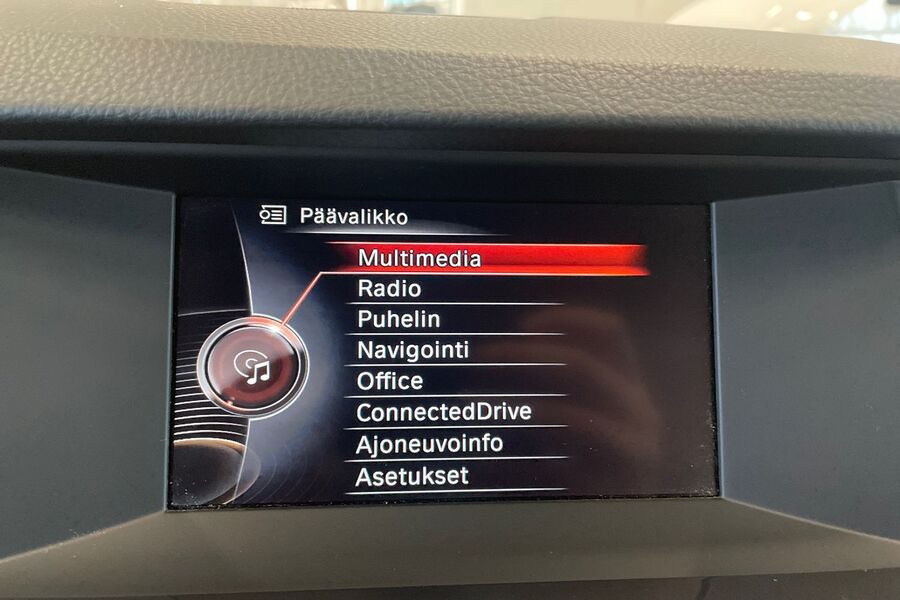 Päävalikko
Multimedia
Radio
Puhelin
Navigointi
Office
ConnectedDrive
Ajoneuvoinfo
Asetukset